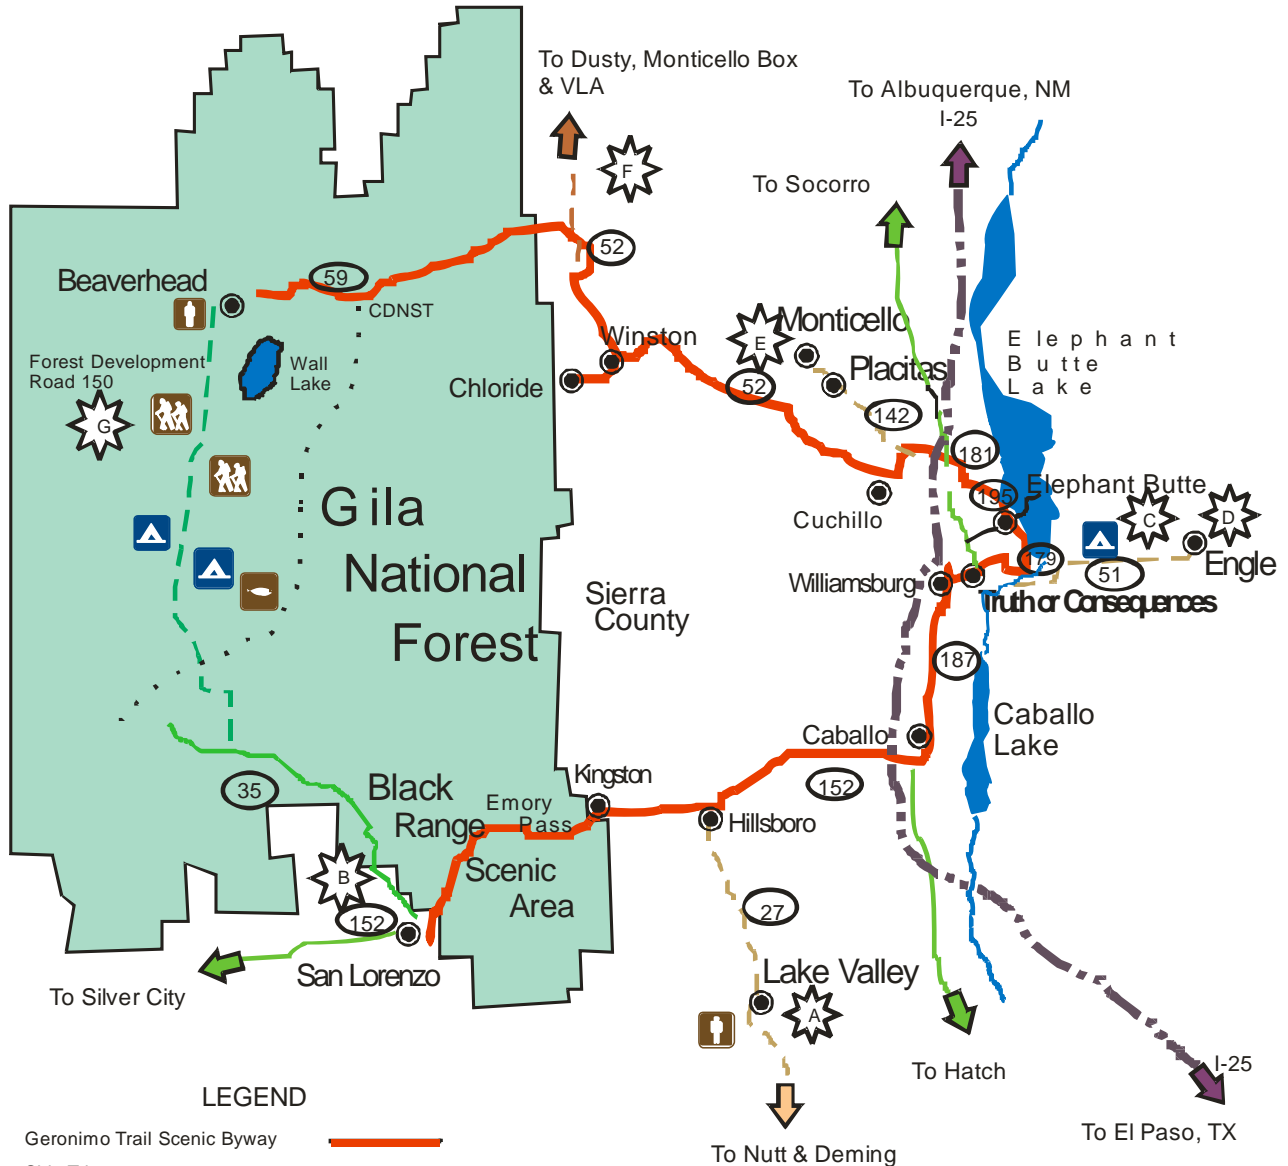 To Dusty, Monticello Box
& VLA
To Albuquerque, NM
I-25
F
To Socorro
52
59
Beaverhead
CDNST
Forest Development
Road 150
Wall
Lake
G
Winston
Chloride
E
Monticello
Placitas
52
142
Elephant
Butte
Lake
181
195
Elephant Butte
Cuchillo
C
D
179
51
Engle
Gila
National
Forest
Sierra
County
Williamsburg
Truth or Consequences
187
Caballo
Caballo
Lake
152
Kingston
Hillsboro
35
Black
Range
Emory
Pass
Scenic
Area
B
152
San Lorenzo
To Silver City
27
Lake Valley
A
To Hatch
I-25
To El Paso, TX
To Nutt & Deming
LEGEND
Geronimo Trail Scenic Byway